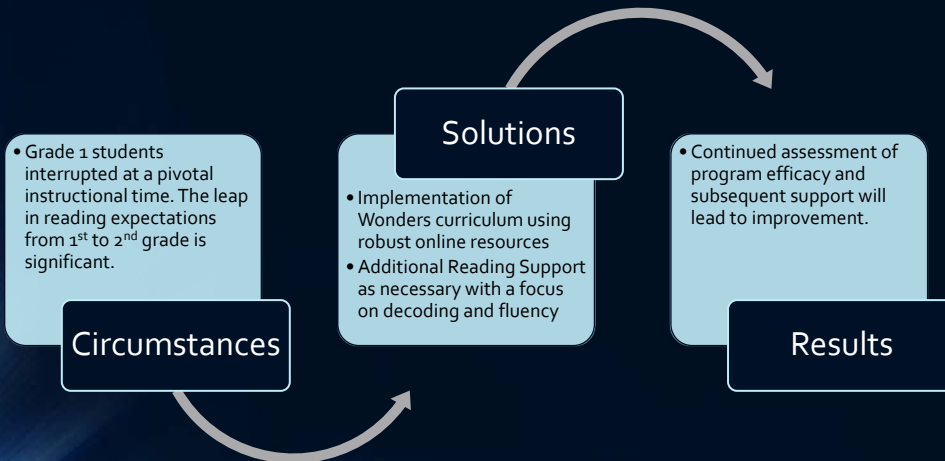 • Grade 1 students
interrupted at a pivotal
instructional time. The leap
in reading expectations
from 1st to 2nd grade is
significant.
Circumstances
Solutions
• Implementation of
Wonders curriculum using
robust online resources
• Additional Reading Support
as necessary with a focus
on decoding and fluency
• Continued assessment of
program efficacy and
subsequent support will
lead to improvement.
Results